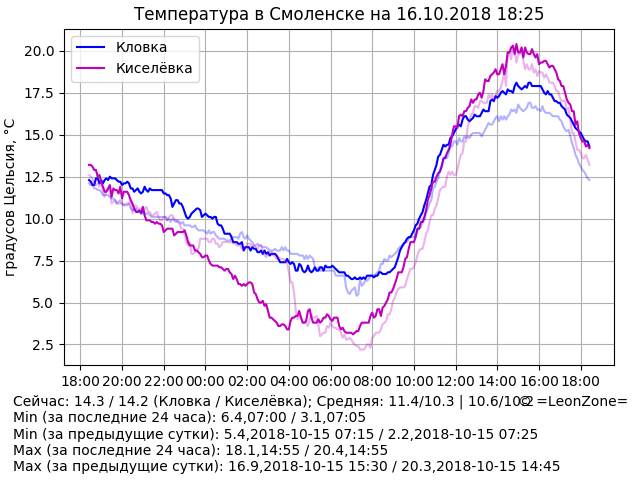 Температура в Смоленске на 16.10.2018 18:25
Кловка
Киселёвка
градусов Цельсия, °C
20.0
17.5
15.0
12.5
10.0
7.5
5.0
2.5
18:00 20:00 22:00 00:00 02:00 04:00 06:00 08:00 10:00 12:00 14:00 16:00 18:00
Сейчас: 14.3 / 14.2 (Кловка / Киселёвка); Средняя: 11.4/10.3 | 10.6/10.2 © =LeonZone=
Min (за последние 24 часа): 6.4,07:00 / 3.1,07:05
Min (за предыдущие сутки): 5.4,2018-10-15 07:15 / 2.2,2018-10-15 07:25
Max (за последние 24 часа): 18.1,14:55 / 20.4,14:55
Max (за предыдущие сутки): 16.9,2018-10-15 15:30 / 20.3,2018-10-15 14:45